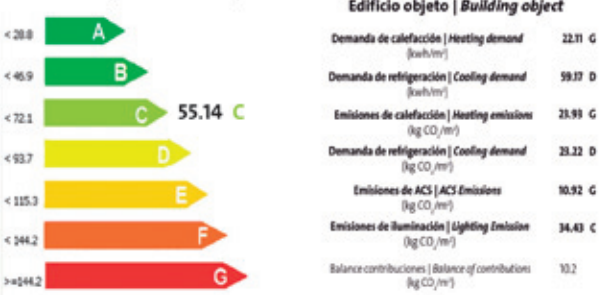 Edificio objeto | Building object
< 28.8 A
< 46.9 B
< 72.1 C 55.14 C
< 93.7 D
< 115.3 E
< 144.2 F
>=144.2 G
Demanda de calefacción | Heating demand 22.11 G
(kwh/m²)
Demanda de refrigeración | Cooling demand 59.17 D
(kwh/m²)
Emisiones de calefacción | Heating emissions 21.93 G
(kg CO₂/m²)
Demanda de refrigeración | Cooling demand 23.22 D
(kg CO₂/m²)
Emisiones de ACS | ACS Emissions 10.92 G
(kg CO₂/m²)
Emisiones de iluminación | Lighting Emission 34.43 C
(kg CO₂/m²)
Balance contribuciones | Balance of contributions 10.2
(kg CO₂/m²)